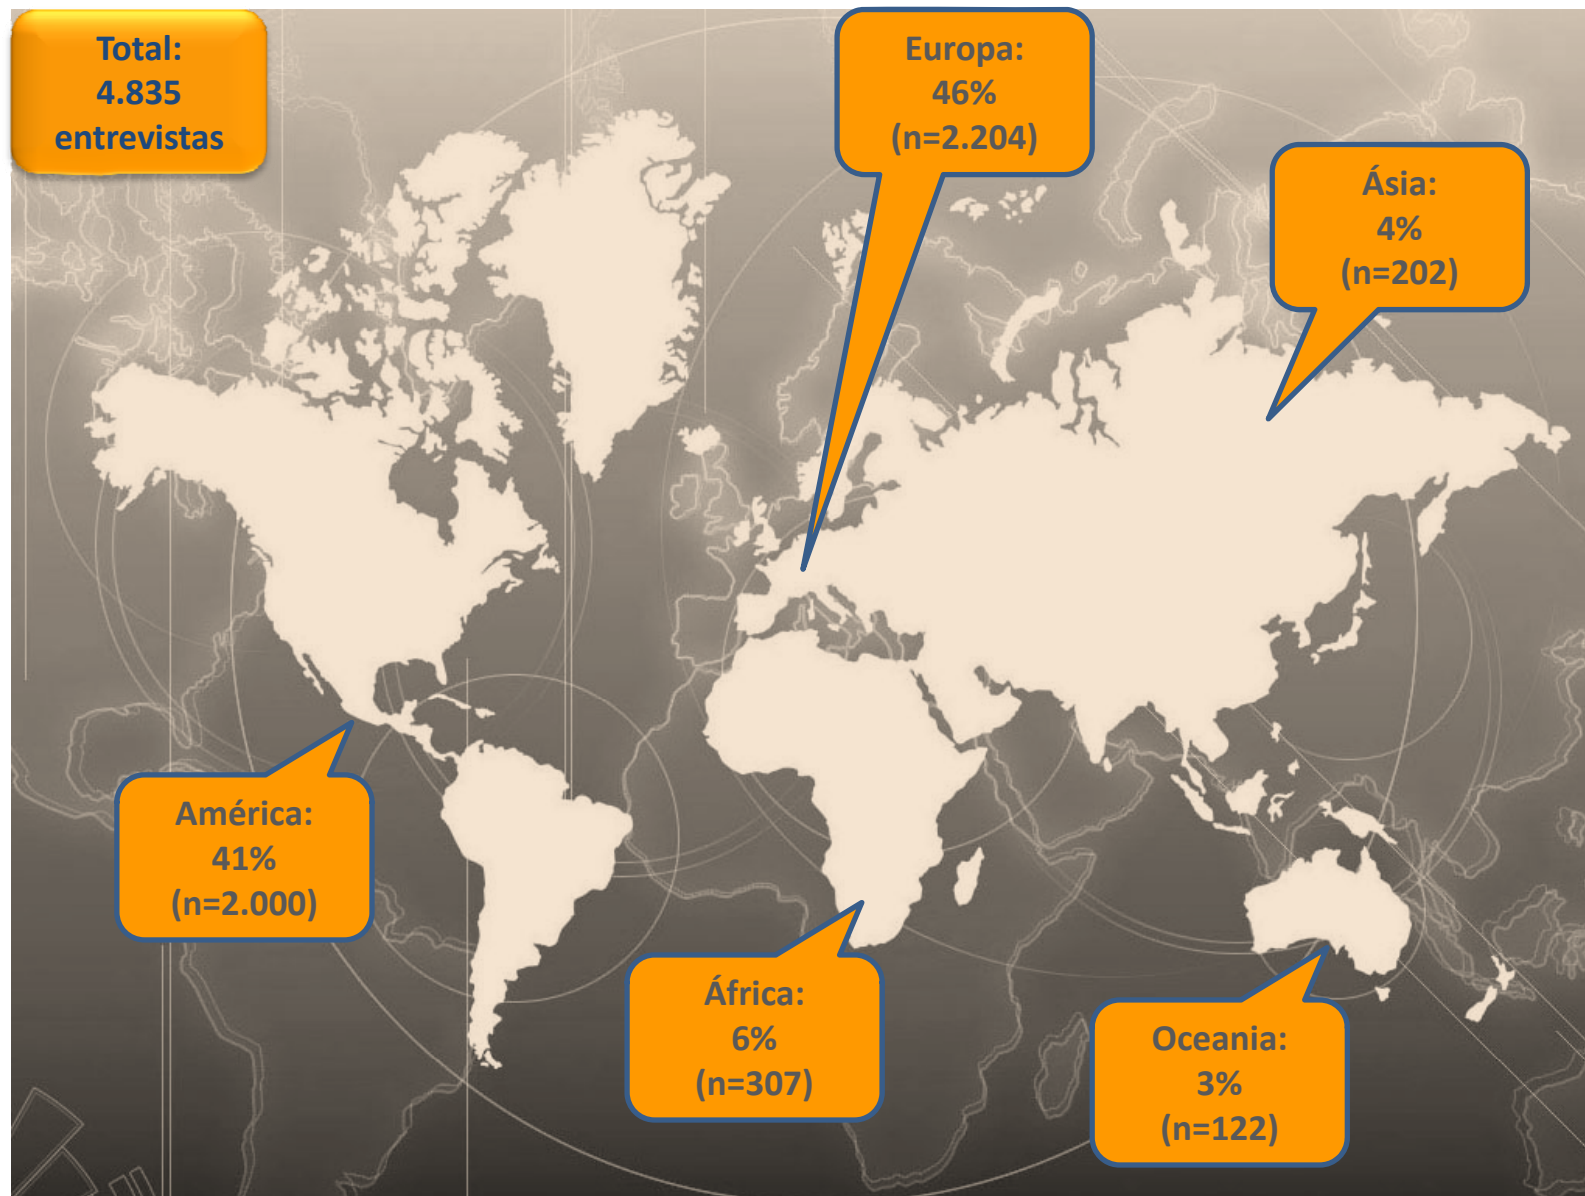 Total:
4.835
entrevistas
Europa:
46%
(n=2.204)
Ásia:
4%
(n=202)
América:
41%
(n=2.000)
África:
6%
(n=307)
Oceania:
3%
(n=122)